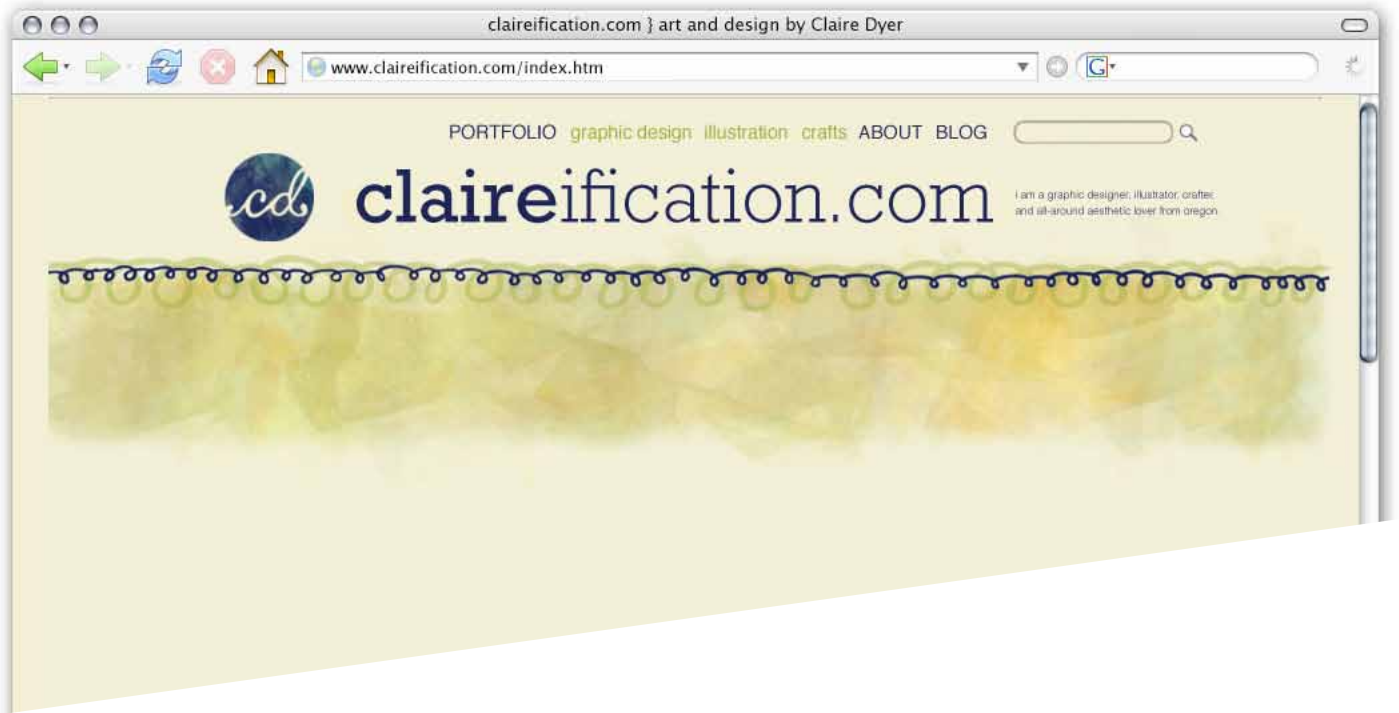 claireification.com } art and design by Claire Dyer
www.claireification.com/index.htm
G
PORTFOLIO graphic design illustration crafts ABOUT BLOG
cd
claireification.com
i am a graphic designer, illustrator, crafter,
and all-around aesthetic lover from oregon